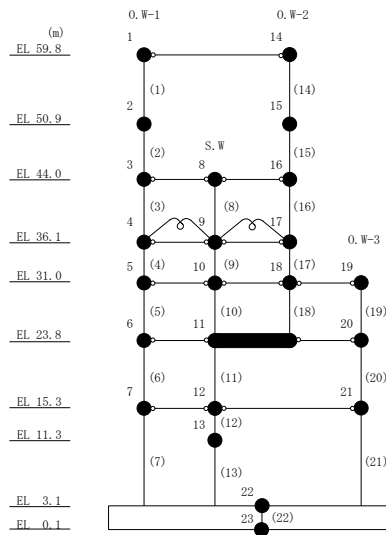 (m) O.W-1 O.W-2
EL 59.8 1 14
(1) (14)
EL 50.9 2 15
(2) (15)
S.W
EL 44.0 3 8 16
(3) (8) (16)
EL 36.1 4 9 17
O.W-3
(4) (9) (17)
EL 31.0 5 10 18 19
(5) (10) (18) (19)
EL 23.8 6 11 20
(6) (11) (20)
EL 15.3 7 12 21
(12)
EL 11.3 13
(7) (13) (21)
EL 3.1 22
(22)
EL 0.1 23